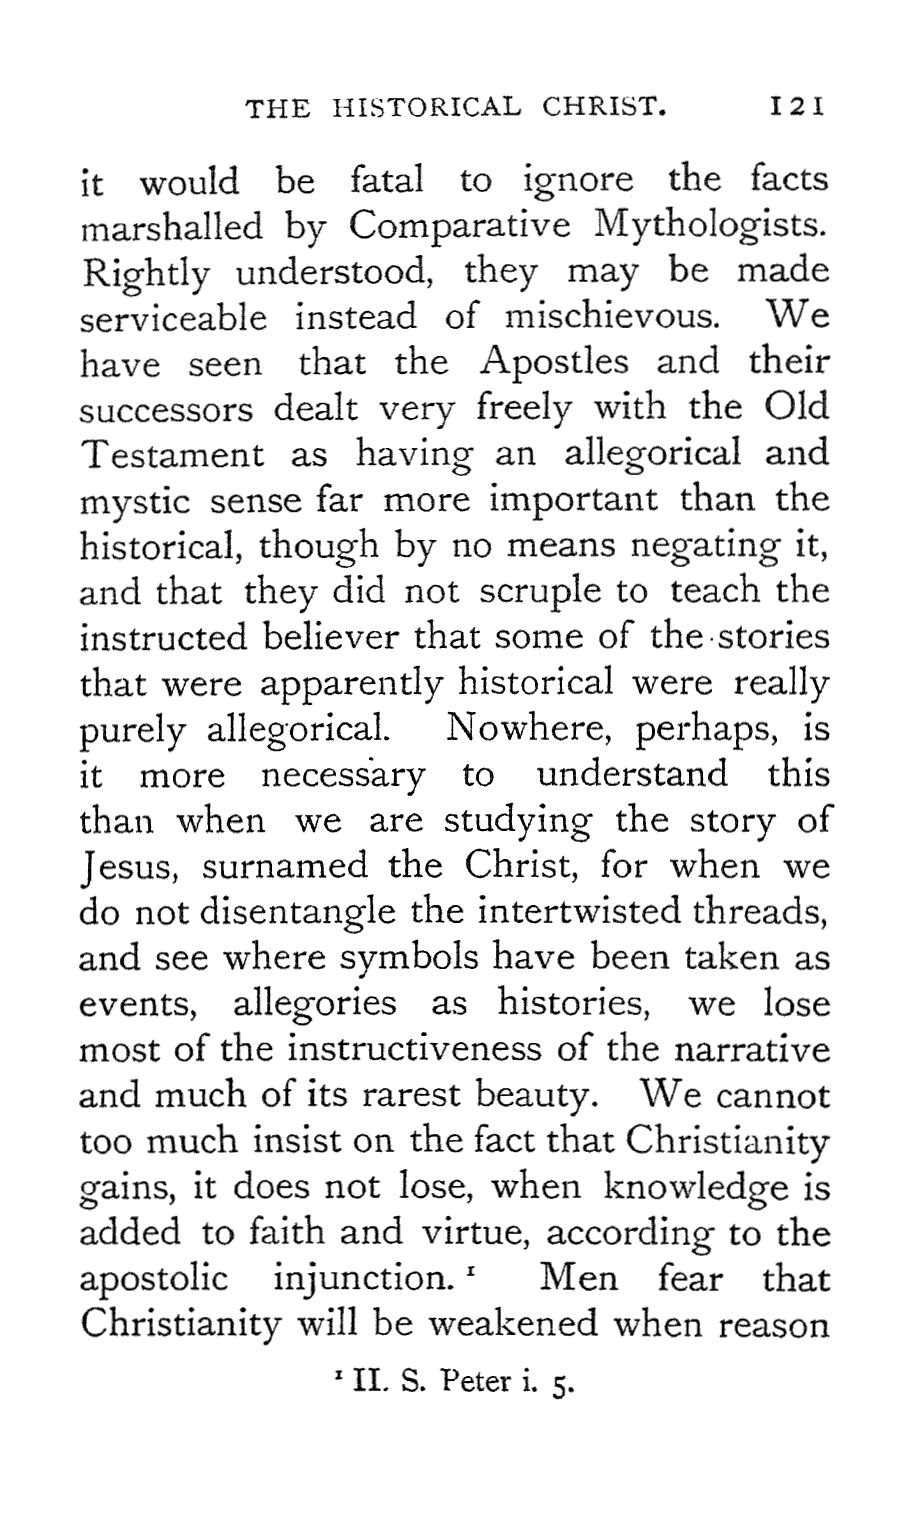 THE HISTORICAL CHRIST. 121
it would be fatal to ignore the facts
marshalled by Comparative Mythologists.
Rightly understood, they may be made
serviceable instead of mischievous. We
have seen that the Apostles and their
successors dealt very freely with the Old
Testament as having an allegorical and
mystic sense far more important than the
historical, though by no means negating it,
and that they did not scruple to teach the
instructed believer that some of the stories
that were apparently historical were really
purely allegorical. Nowhere, perhaps, is
it more necessary to understand this
than when we are studying the story of
Jesus, surnamed the Christ, for when we
do not disentangle the intertwisted threads,
and see where symbols have been taken as
events, allegories as histories, we lose
most of the instructiveness of the narrative
and much of its rarest beauty. We cannot
too much insist on the fact that Christianity
gains, it does not lose, when knowledge is
added to faith and virtue, according to the
apostolic injunction. ¹ Men fear that
Christianity will be weakened when reason
¹ II. S. Peter i. 5.